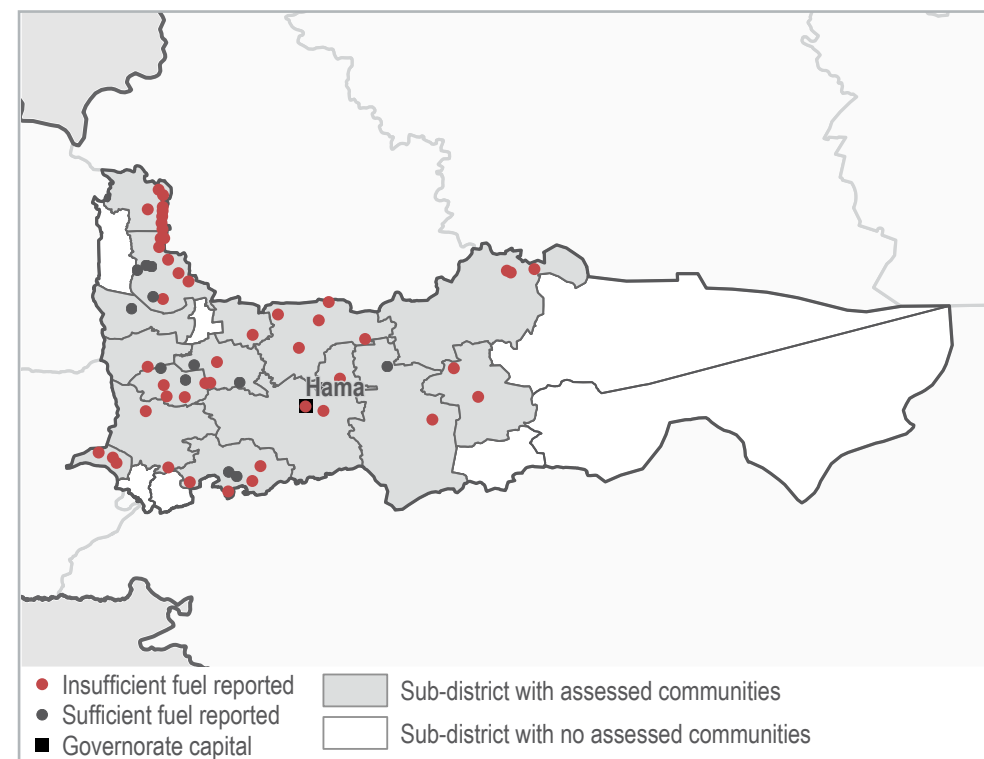 Hama
Insufficient fuel reported
Sufficient fuel reported
Governorate capital
Sub-district with assessed communities
Sub-district with no assessed communities